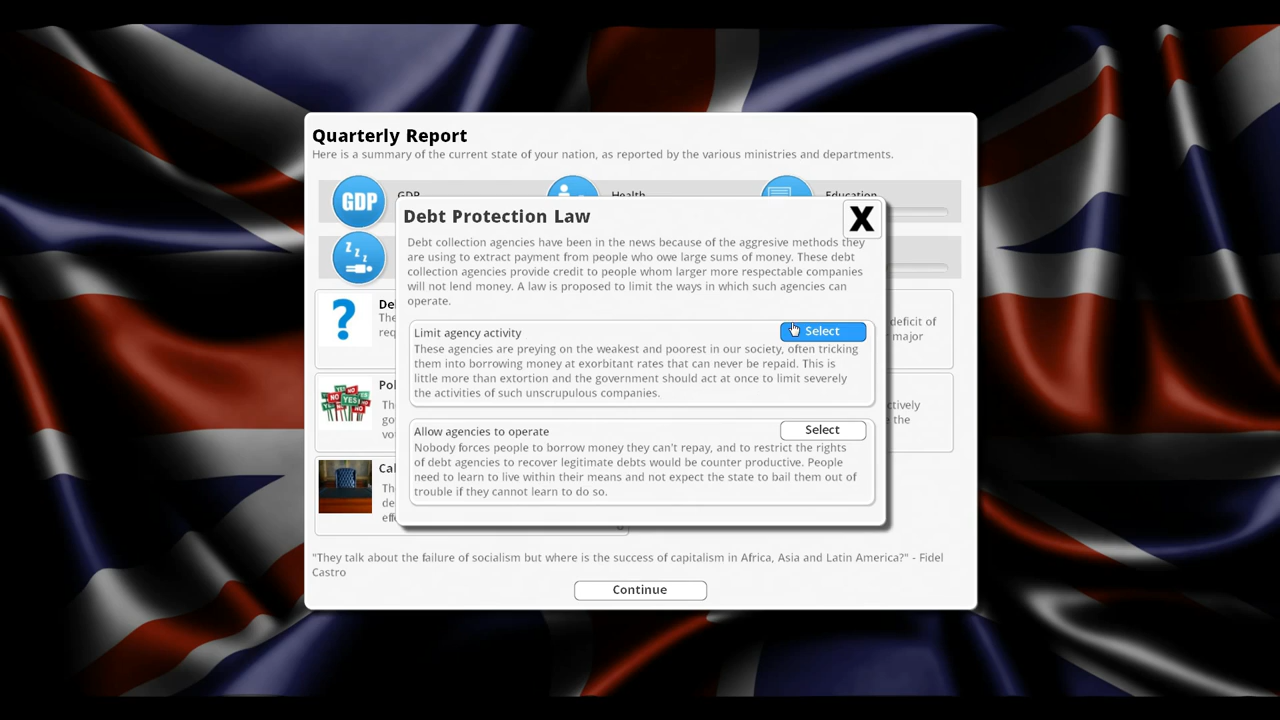 Quarterly Report
Here is a summary of the current state of your nation, as reported by the various ministries and departments.
GDP
GDP
Health
Education
Debt Protection Law
X
Debt collection agencies have been in the news because of the aggresive methods they
are using to extract payment from people who owe large sums of money. These debt
collection agencies provide credit to people whom larger more respectable companies
will not lend money. A law is proposed to limit the ways in which such agencies can
operate.
Limit agency activity
Select
These agencies are preying on the weakest and poorest in our society, often tricking
them into borrowing money at exorbitant rates that can never be repaid. This is
little more than extortion and the government should act at once to limit severely
the activities of such unscrupulous companies.
Allow agencies to operate
Select
Nobody forces people to borrow money they can't repay, and to restrict the rights
of debt agencies to recover legitimate debts would be counter productive. People
need to learn to live within their means and not expect the state to bail them out of
trouble if they cannot learn to do so.
z z z
?
deficit of
major
YES
NO
YES
NO
the
"They talk about the failure of socialism but where is the success of capitalism in Africa, Asia and Latin America?" - Fidel
Castro
Continue